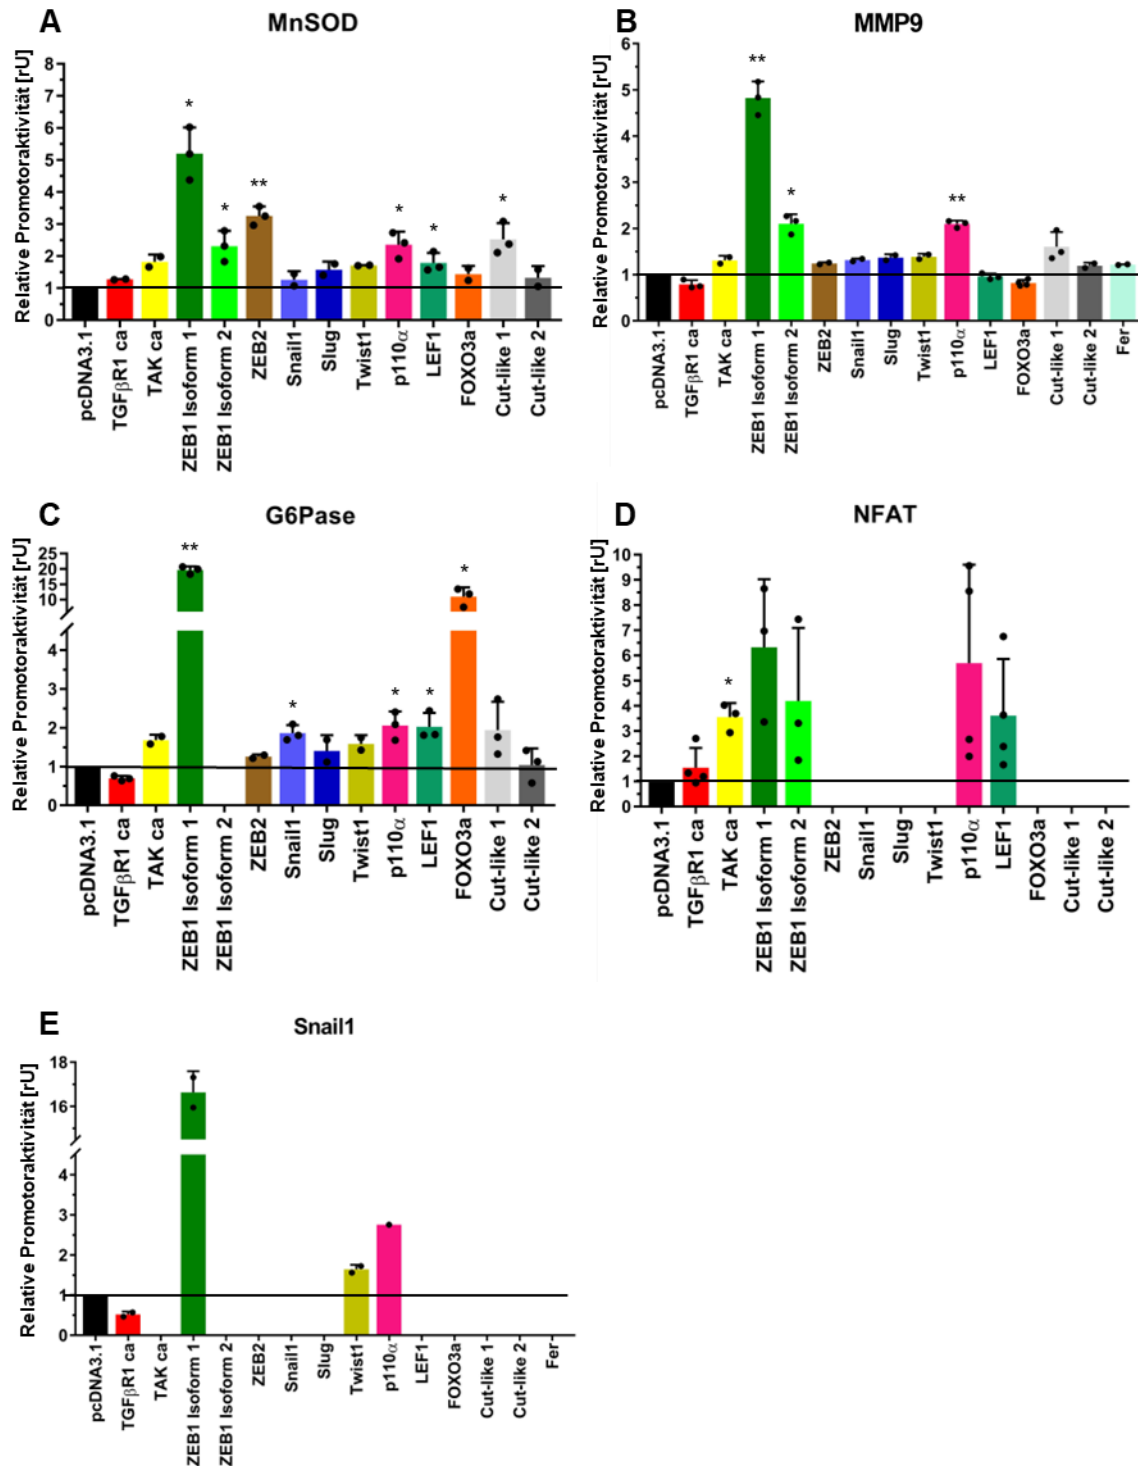 A
MnSOD
Relative Promotoraktivität [rU]
8
7
6
5
4
3
2
1
0
*
*
**
*
*
*
pcDNA3.1
TGFβR1 ca
TAK ca
ZEB1 Isoform 1
ZEB1 Isoform 2
ZEB2
Snail1
Slug
Twist1
p110α
LEF1
FOXO3a
Cut-like 1
Cut-like 2
B
MMP9
Relative Promotoraktivität [rU]
6
5
4
3
2
1
0
**
*
**
pcDNA3.1
TGFβR1 ca
TAK ca
ZEB1 Isoform 1
ZEB1 Isoform 2
ZEB2
Snail1
Slug
Twist1
p110α
LEF1
FOXO3a
Cut-like 1
Cut-like 2
Fer
C
G6Pase
Relative Promotoraktivität [rU]
25
20
15
10
4
3
2
1
0
**
*
*
*
*
pcDNA3.1
TGFβR1 ca
TAK ca
ZEB1 Isoform 1
ZEB1 Isoform 2
ZEB2
Snail1
Slug
Twist1
p110α
LEF1
FOXO3a
Cut-like 1
Cut-like 2
D
NFAT
Relative Promotoraktivität [rU]
10
9
8
7
6
5
4
3
2
1
0
*
pcDNA3.1
TGFβR1 ca
TAK ca
ZEB1 Isoform 1
ZEB1 Isoform 2
ZEB2
Snail1
Slug
Twist1
p110α
LEF1
FOXO3a
Cut-like 1
Cut-like 2
E
Snail1
Relative Promotoraktivität [rU]
18
16
4
3
2
1
0
pcDNA3.1
TGFβR1 ca
TAK ca
ZEB1 Isoform 1
ZEB1 Isoform 2
ZEB2
Snail1
Slug
Twist1
p110α
LEF1
FOXO3a
Cut-like 1
Cut-like 2
Fer